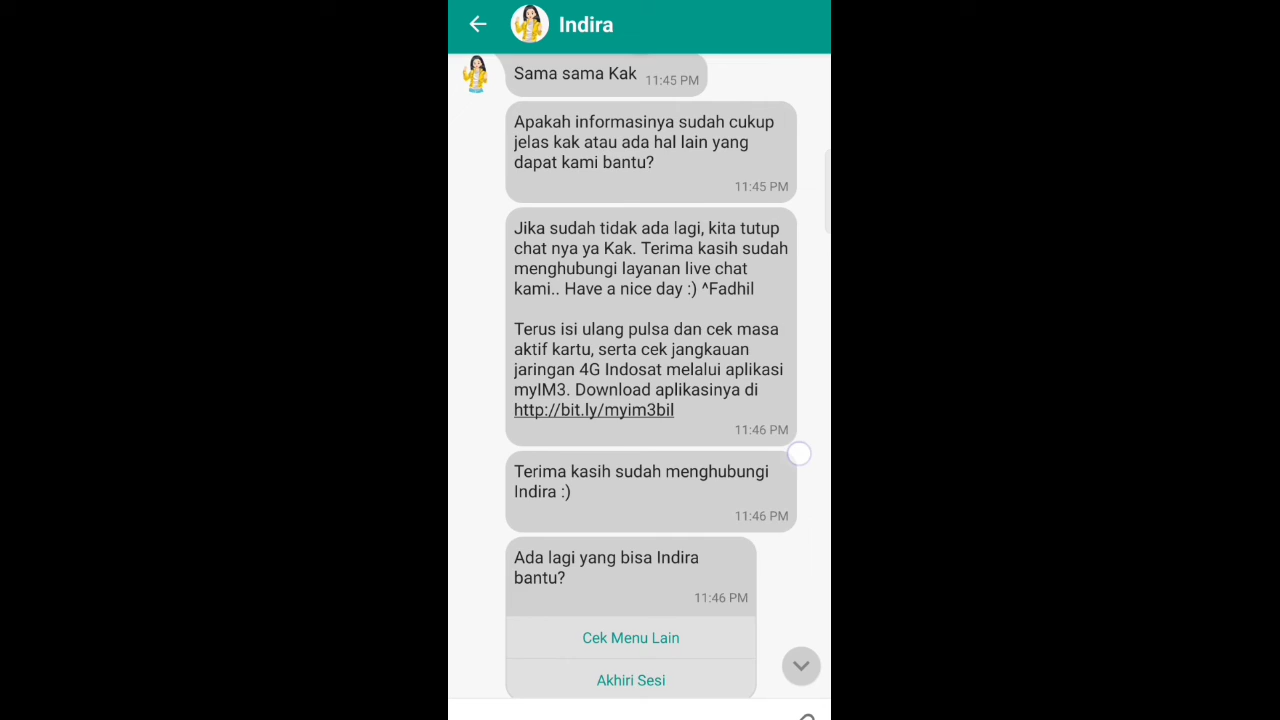 Indira
Sama sama Kak 11:45 PM
Apakah informasinya sudah cukup
jelas kak atau ada hal lain yang
dapat kami bantu?
11:45 PM
Jika sudah tidak ada lagi, kita tutup
chat nya ya Kak. Terima kasih sudah
menghubungi layanan live chat
kami.. Have a nice day :) ^Fadhil
Terus isi ulang pulsa dan cek masa
aktif kartu, serta cek jangkauan
jaringan 4G Indosat melalui aplikasi
myIM3. Download aplikasinya di
http://bit.ly/myim3bil
11:46 PM
Terima kasih sudah menghubungi
Indira :)
11:46 PM
Ada lagi yang bisa Indira
bantu?
11:46 PM
Cek Menu Lain
Akhiri Sesi